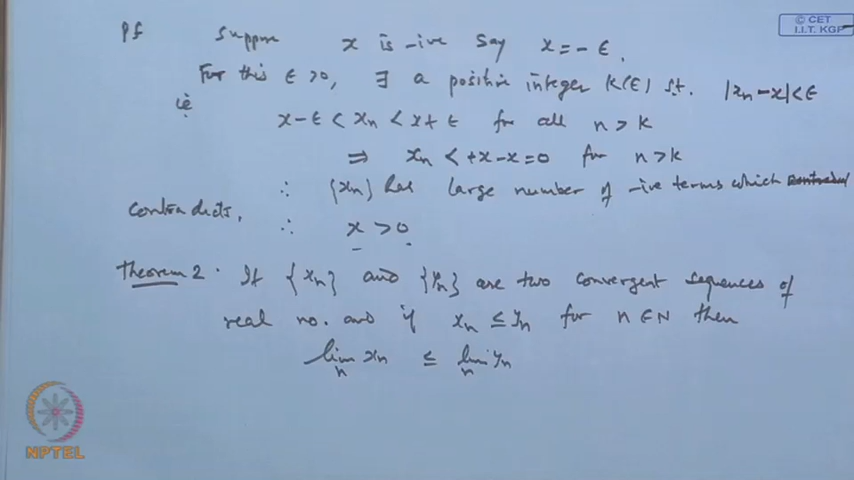 © CET
I.I.T. KGP
Pf Suppose x is -ive say x = - ε.
For this ε > 0, ∃ a positive integer K(ε) s.t. |xn - x| < ε
ie x - ε < xn < x + ε for all n > K
⇒ xn < +x - x = 0 for n > K
∴ {xn} has large number of -ive terms which
contradicts.
∴ x > 0.
Theorem 2. If {xn} and {yn} are two convergent sequences of
real no. and if xn ≤ yn for n ∈ N then
lim xn ≤ lim yn
n n
NPTEL